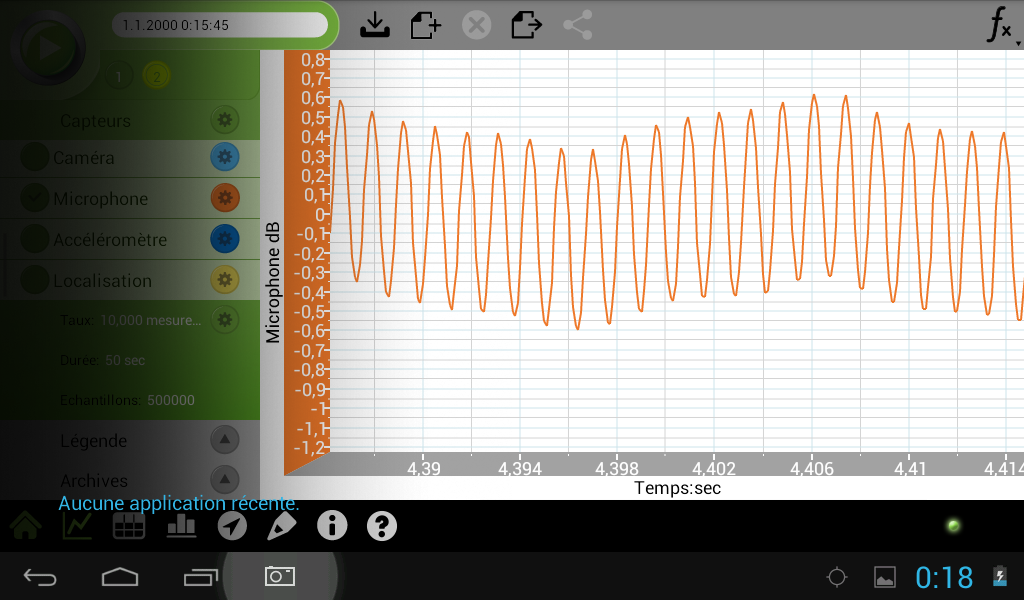 1.1.2000 0:15:45
fx
1 2
Capteurs
Caméra
Microphone
Accéléromètre
Localisation
Taux: 10,000 mesure...
Durée: 50 sec
Echantillons: 500000
Légende
Archives
Aucune application récente.
Microphone dB
0,8
0,7
0,6
0,5
0,4
0,3
0,2
0,1
0
-0,1
-0,2
-0,3
-0,4
-0,5
-0,6
-0,7
-0,8
-0,9
-1
-1,1
-1,2
4,39 4,394 4,398 4,402 4,406 4,41 4,414
Temps:sec
0:18